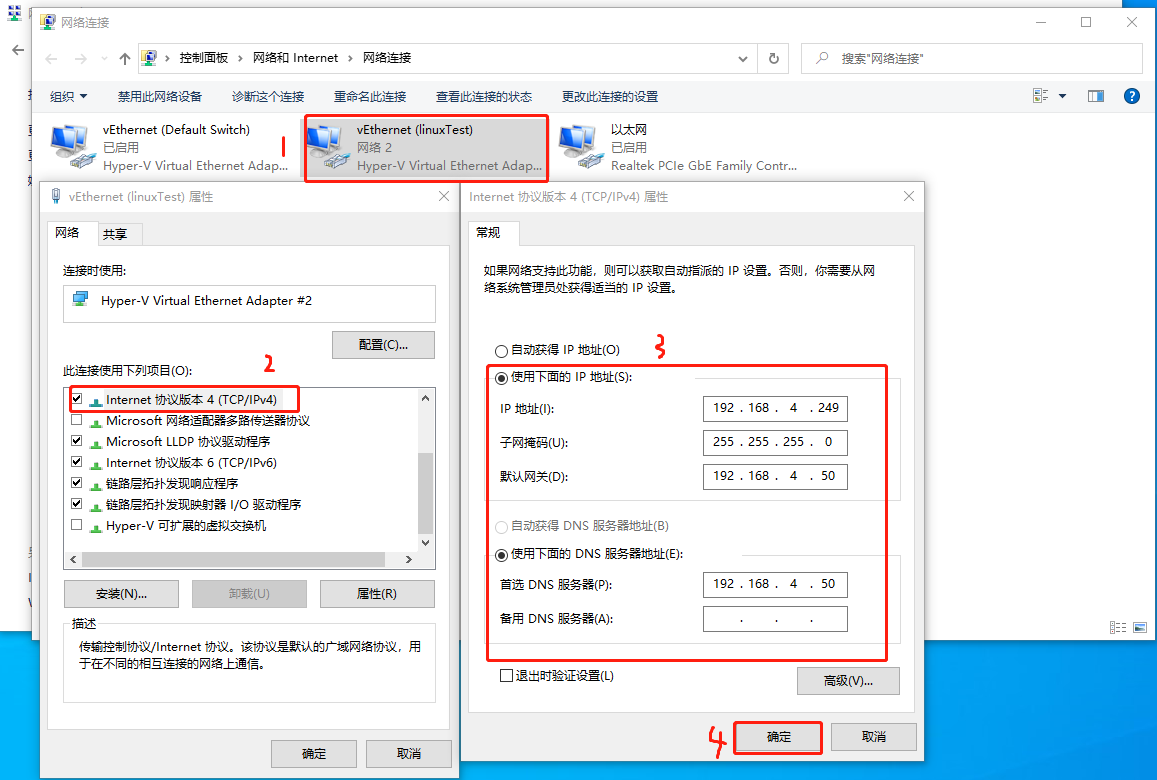 网络连接
控制面板 › 网络和 Internet › 网络连接
搜索"网络连接"
组织 禁用此网络设备 诊断这个连接 重命名此连接 查看此连接的状态 更改此连接的设置
vEthernet (Default Switch)
已启用
Hyper-V Virtual Ethernet Adap...
1
vEthernet (linuxTest)
网络 2
Hyper-V Virtual Ethernet Adap...
以太网
已启用
Realtek PCIe GbE Family Contr...
vEthernet (linuxTest) 属性
网络 共享
连接时使用:
Hyper-V Virtual Ethernet Adapter #2
配置(C)...
2
此连接使用下列项目(O):
Internet 协议版本 4 (TCP/IPv4)
Microsoft 网络适配器多路传送器协议
Microsoft LLDP 协议驱动程序
Internet 协议版本 6 (TCP/IPv6)
链路层拓扑发现响应程序
链路层拓扑发现映射器 I/O 驱动程序
Hyper-V 可扩展的虚拟交换机
安装(N)... 卸载(U) 属性(R)
描述
传输控制协议/Internet 协议。该协议是默认的广域网络协议，用
于在不同的相互连接的网络上通信。
确定 取消
Internet 协议版本 4 (TCP/IPv4) 属性
常规
如果网络支持此功能，则可以获取自动指派的 IP 设置。否则，你需要从网
络系统管理员处获得适当的 IP 设置。
3
自动获得 IP 地址(O)
使用下面的 IP 地址(S):
IP 地址(I): 192 . 168 . 4 . 249
子网掩码(U): 255 . 255 . 255 . 0
默认网关(D): 192 . 168 . 4 . 50
自动获得 DNS 服务器地址(B)
使用下面的 DNS 服务器地址(E):
首选 DNS 服务器(P): 192 . 168 . 4 . 50
备用 DNS 服务器(A): . . .
退出时验证设置(L)
高级(V)...
4
确定 取消